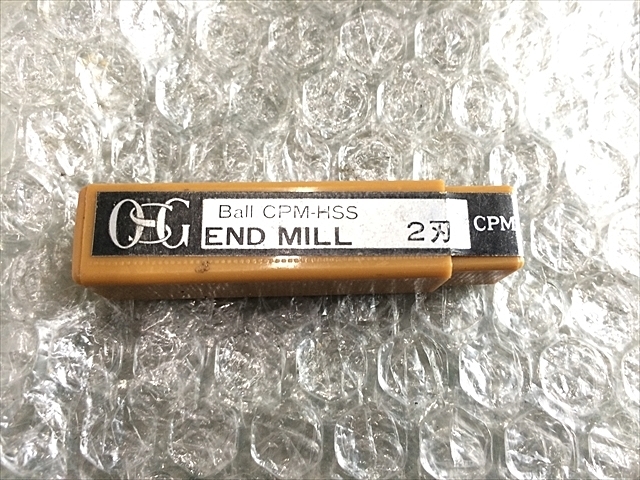 OSG
Ball CPM-HSS
END MILL 2刃
CPM